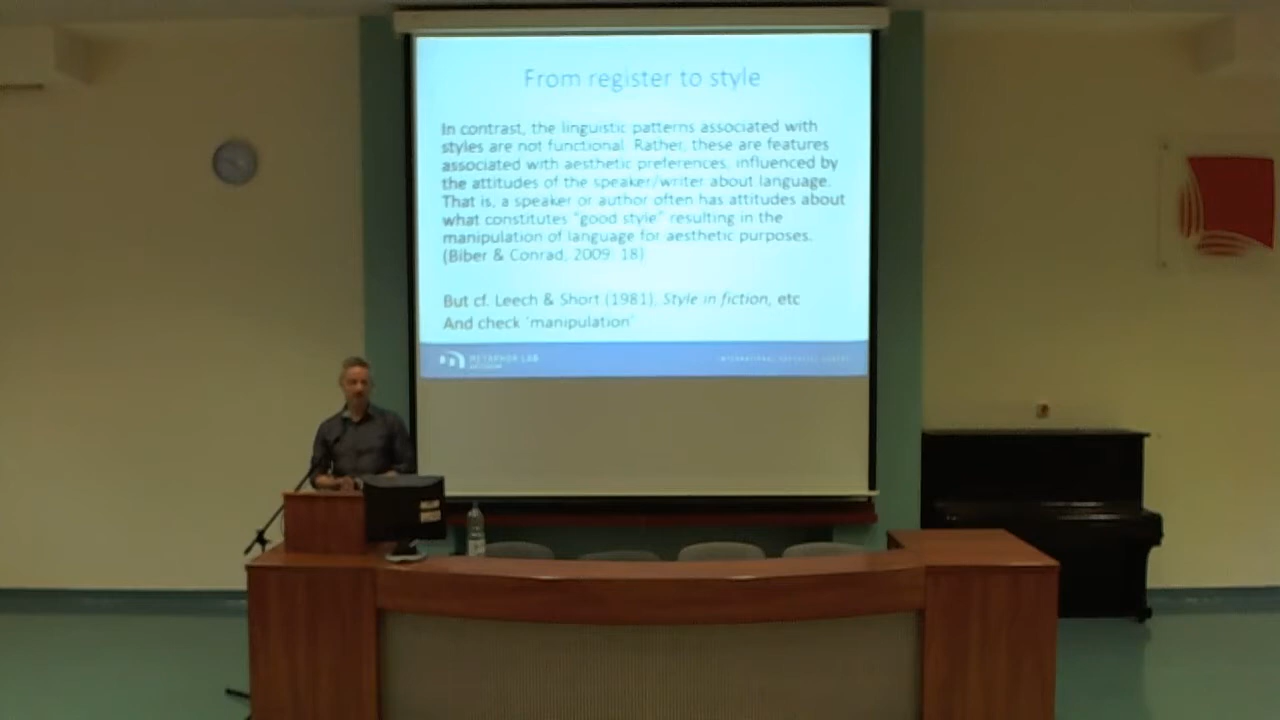 From register to style
In contrast, the linguistic patterns associated with
styles are not functional. Rather, these are features
associated with aesthetic preferences, influenced by
the attitudes of the speaker/writer about language.
That is, a speaker or author often has attitudes about
what constitutes "good style" resulting in the
manipulation of language for aesthetic purposes.
(Biber & Conrad, 2009: 18)
But cf. Leech & Short (1981), Style in fiction, etc
And check 'manipulation'
METAPHOR LAB
AMSTERDAM